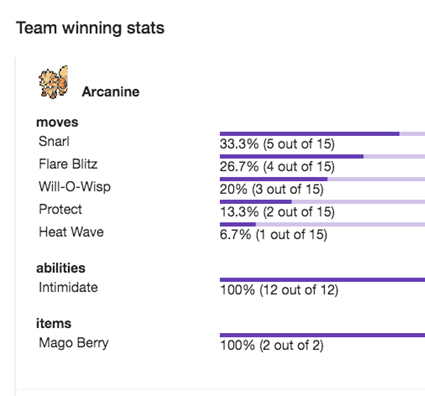 Team winning stats
Arcanine
moves
Snarl 33.3% (5 out of 15)
Flare Blitz 26.7% (4 out of 15)
Will-O-Wisp 20% (3 out of 15)
Protect 13.3% (2 out of 15)
Heat Wave 6.7% (1 out of 15)
abilities
Intimidate 100% (12 out of 12)
items
Mago Berry 100% (2 out of 2)